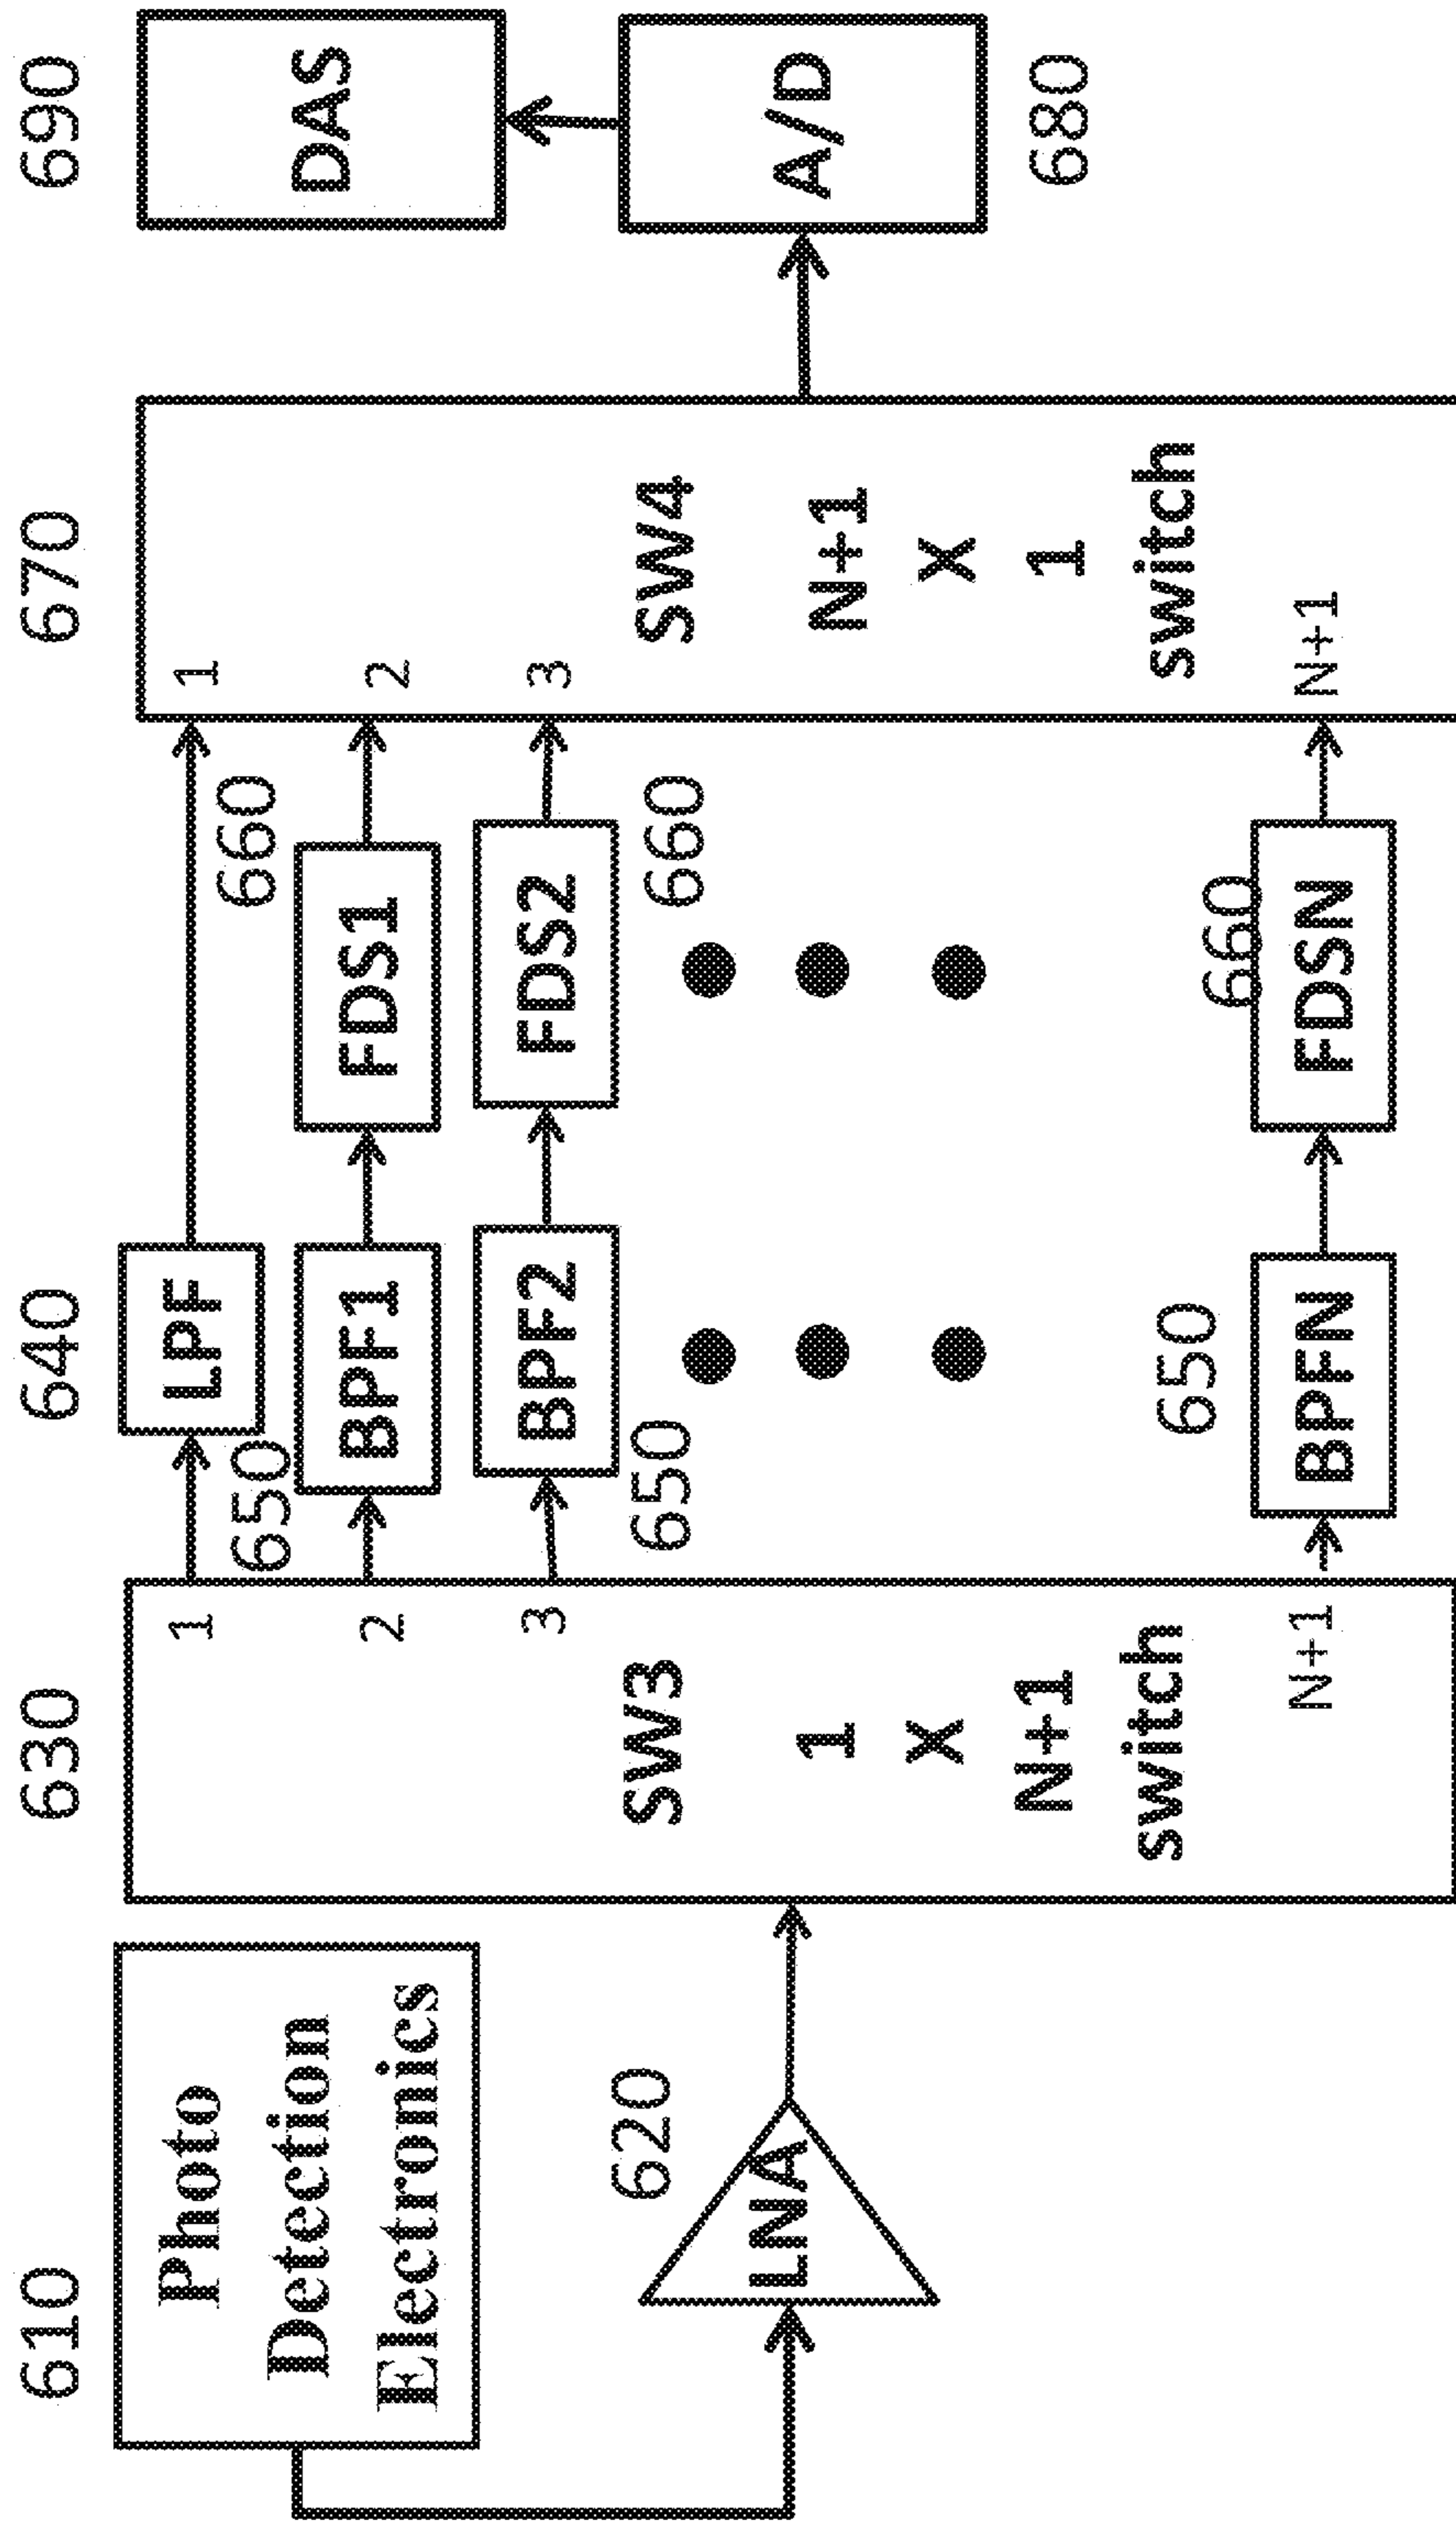 610
Photo
Detection
Electronics
620
LNA
630
1
2
3
SW3
1
X
N+1
switch
N+1
640
LPF
650
BPF1
650
BPF2
650
BPFN
660
FDS1
660
FDS2
660
FDSN
670
1
2
3
SW4
N+1
X
1
switch
N+1
680
A/D
690
DAS